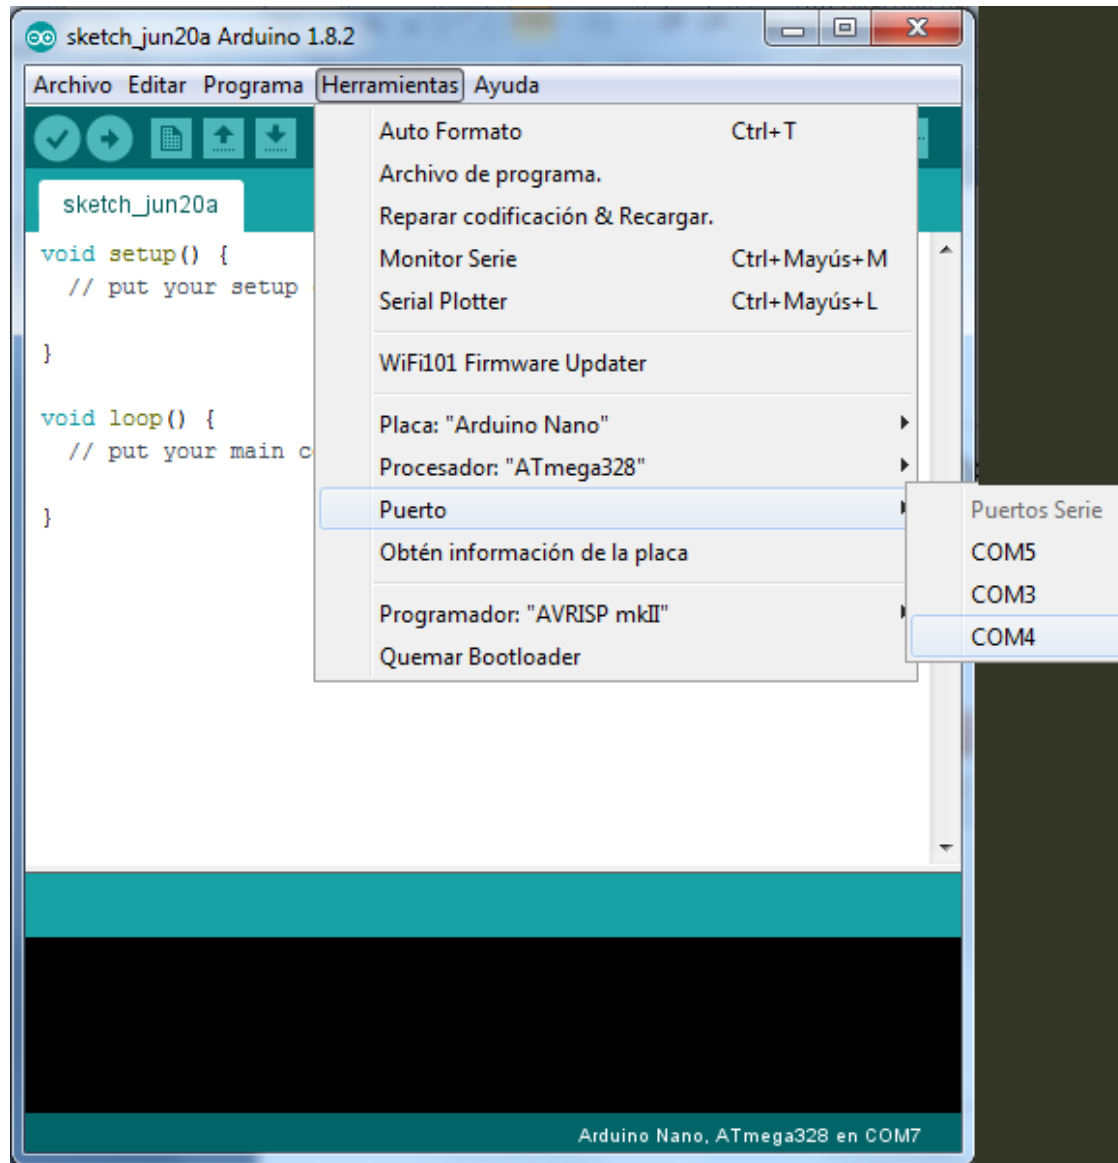 sketch_jun20a Arduino 1.8.2
Archivo Editar Programa Herramientas Ayuda
Auto Formato Ctrl+T
Archivo de programa.
Reparar codificación & Recargar.
Monitor Serie Ctrl+Mayús+M
Serial Plotter Ctrl+Mayús+L
WiFi101 Firmware Updater
Placa: "Arduino Nano"
Procesador: "ATmega328"
Puerto
Obtén información de la placa
Programador: "AVRISP mkII"
Quemar Bootloader
Puertos Serie
COM5
COM3
COM4
sketch_jun20a
void setup() {
// put your setup
}
void loop() {
// put your main c
}
Arduino Nano, ATmega328 en COM7